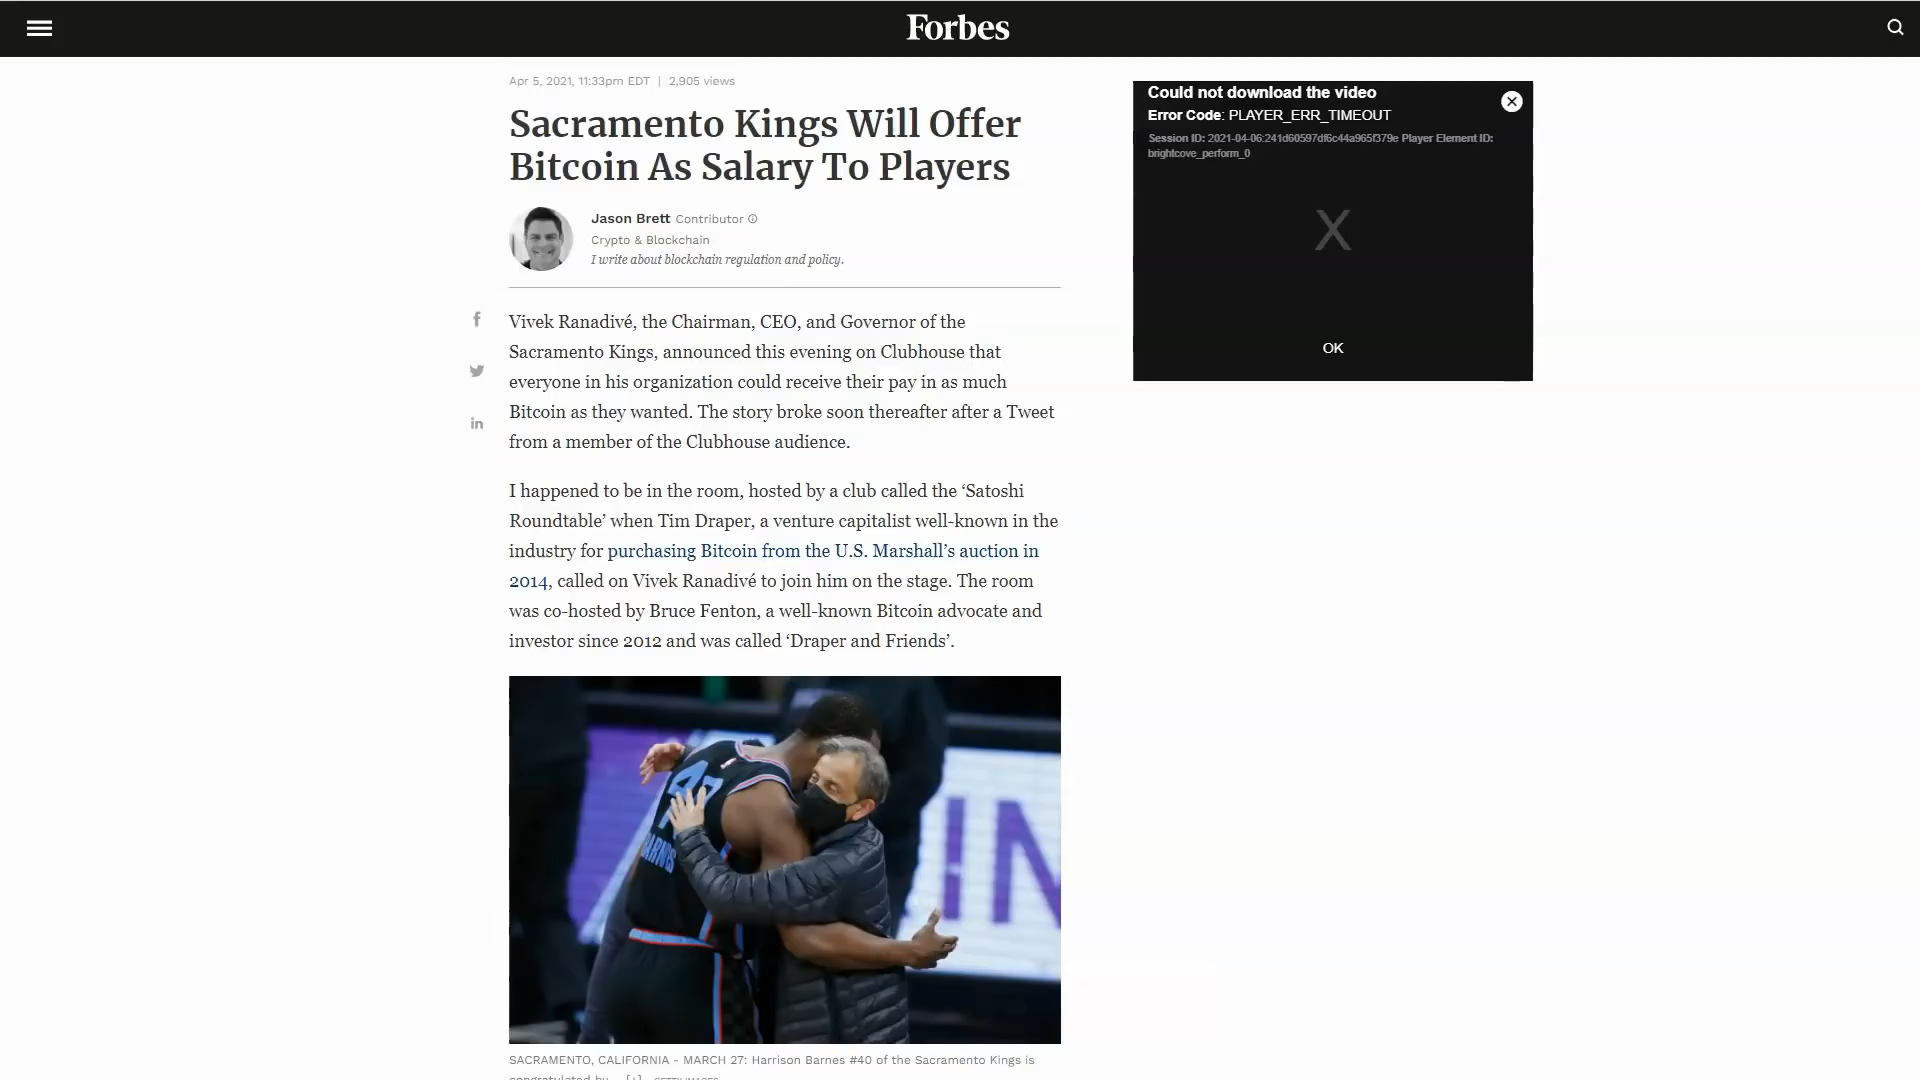 Forbes
Apr 5, 2021, 11:33pm EDT | 2,905 views
Sacramento Kings Will Offer
Bitcoin As Salary To Players
Jason Brett Contributor
Crypto & Blockchain
I write about blockchain regulation and policy.
Vivek Ranadivé, the Chairman, CEO, and Governor of the
Sacramento Kings, announced this evening on Clubhouse that
everyone in his organization could receive their pay in as much
Bitcoin as they wanted. The story broke soon thereafter after a Tweet
from a member of the Clubhouse audience.
I happened to be in the room, hosted by a club called the ‘Satoshi
Roundtable’ when Tim Draper, a venture capitalist well-known in the
industry for purchasing Bitcoin from the U.S. Marshall’s auction in
2014, called on Vivek Ranadivé to join him on the stage. The room
was co-hosted by Bruce Fenton, a well-known Bitcoin advocate and
investor since 2012 and was called ‘Draper and Friends’.
BARNES
IN
SACRAMENTO, CALIFORNIA - MARCH 27: Harrison Barnes #40 of the Sacramento Kings is
congratulated by ... [+] GETTY IMAGES
Could not download the video
Error Code: PLAYER_ERR_TIMEOUT
Session ID: 2021-04-06:241d60597df6c44a965f379e Player Element ID:
brightcove_perform_0
X
OK